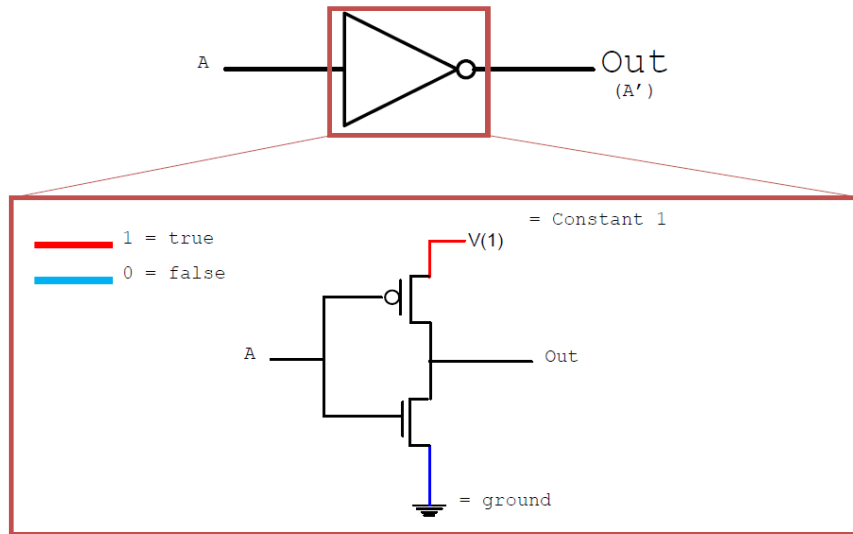 A
Out
(A’)
1 = true
0 = false
V(1)
= Constant 1
A
Out
= ground